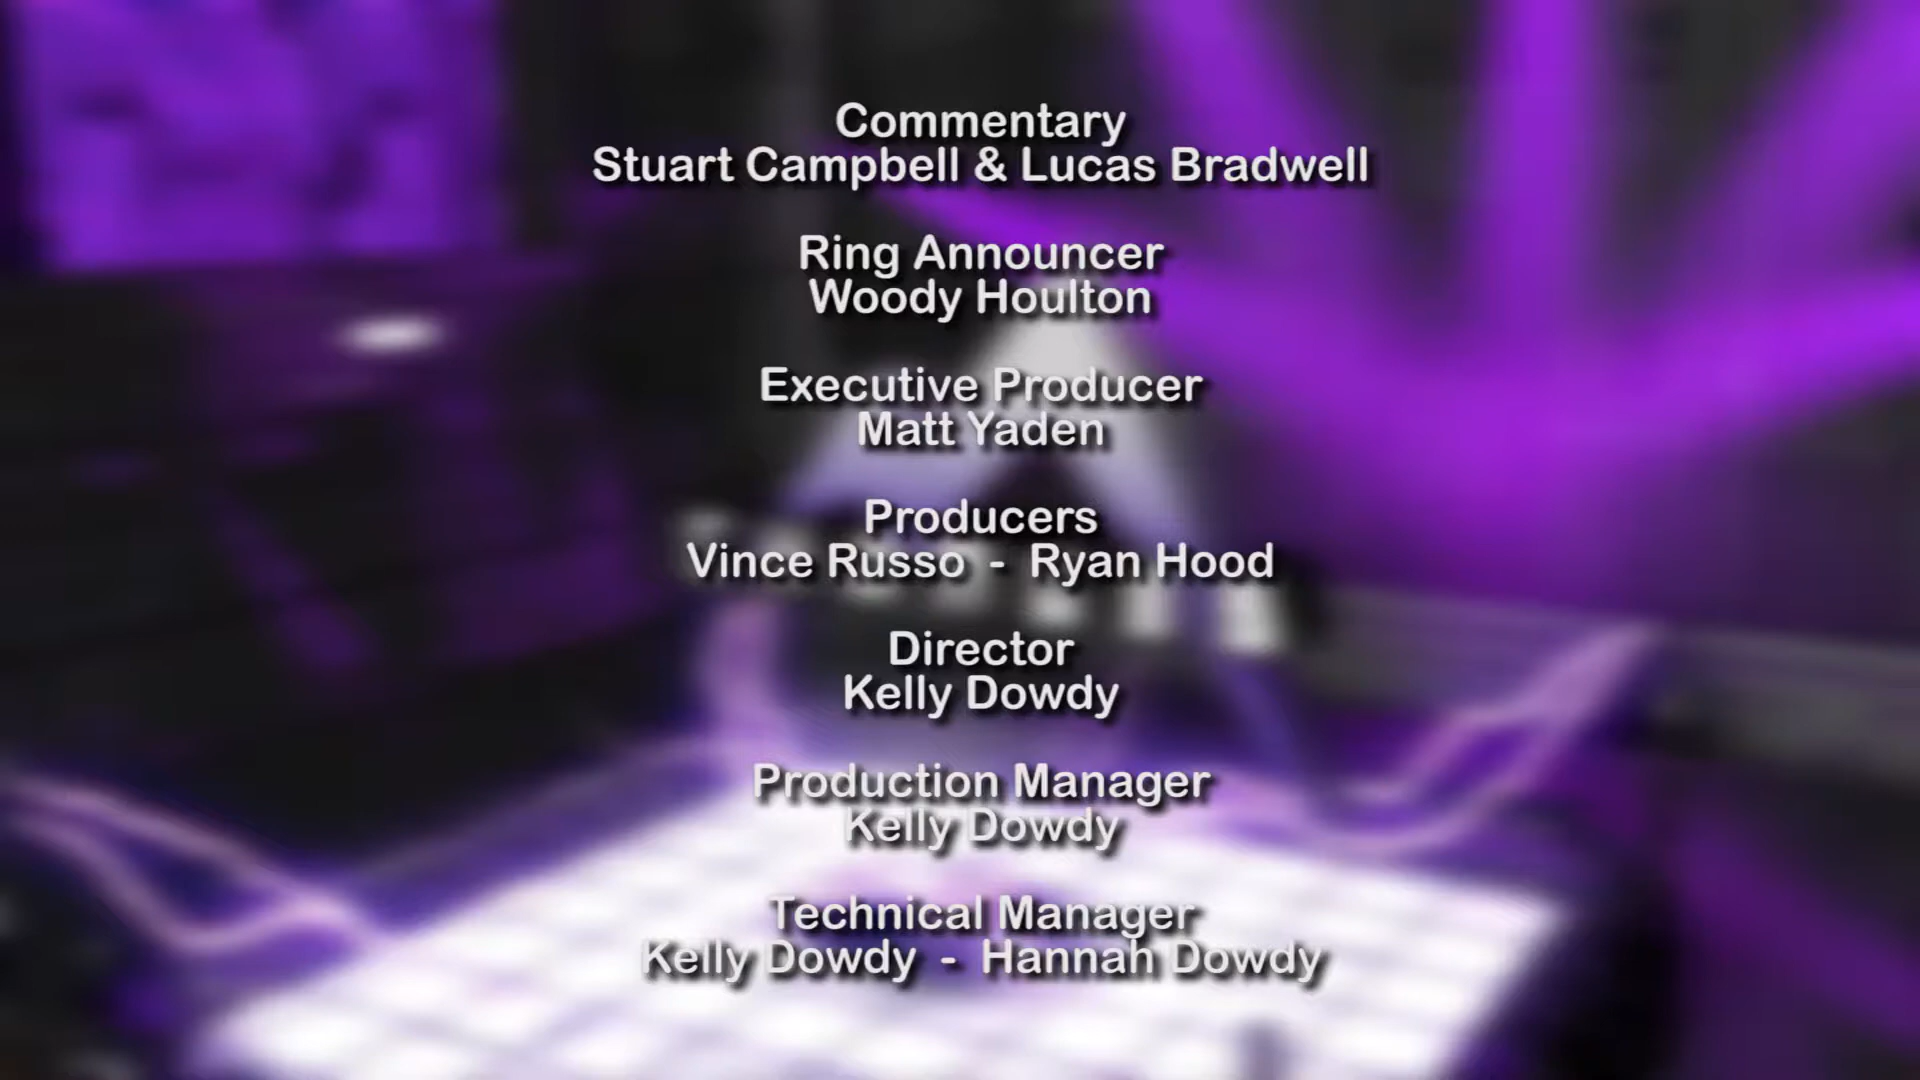 Commentary
Stuart Campbell & Lucas Bradwell
Ring Announcer
Woody Houlton
Executive Producer
Matt Yaden
Producers
Vince Russo - Ryan Hood
Director
Kelly Dowdy
Production Manager
Kelly Dowdy
Technical Manager
Kelly Dowdy - Hannah Dowdy